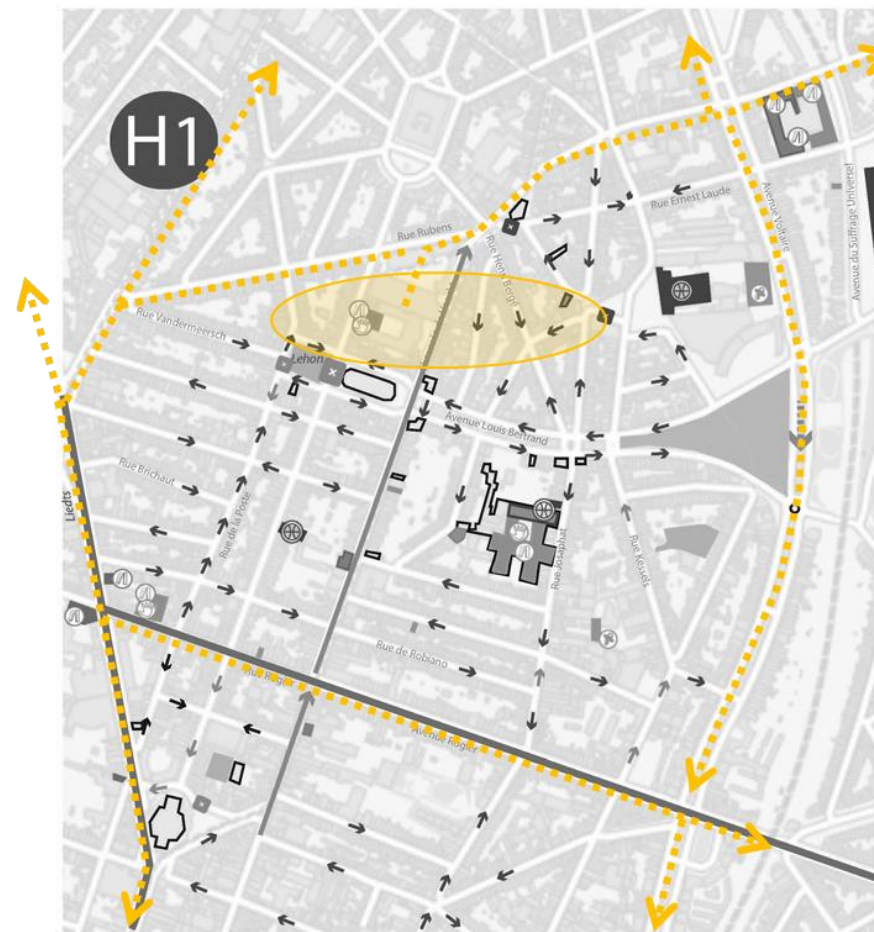 H1
Rue Rubens
Rue Ernest Laude
Avenue Voltaire
Avenue du Suffrage Universel
Rue Henri Bergé
Rue Vandermeersch
Lehon
Avenue Louis Bertrand
Liedts
Rue Brichaut
Rue de la Poste
Rue Josaphat
Rue Kessels
Rue de Robiano
Avenue Rogier
C